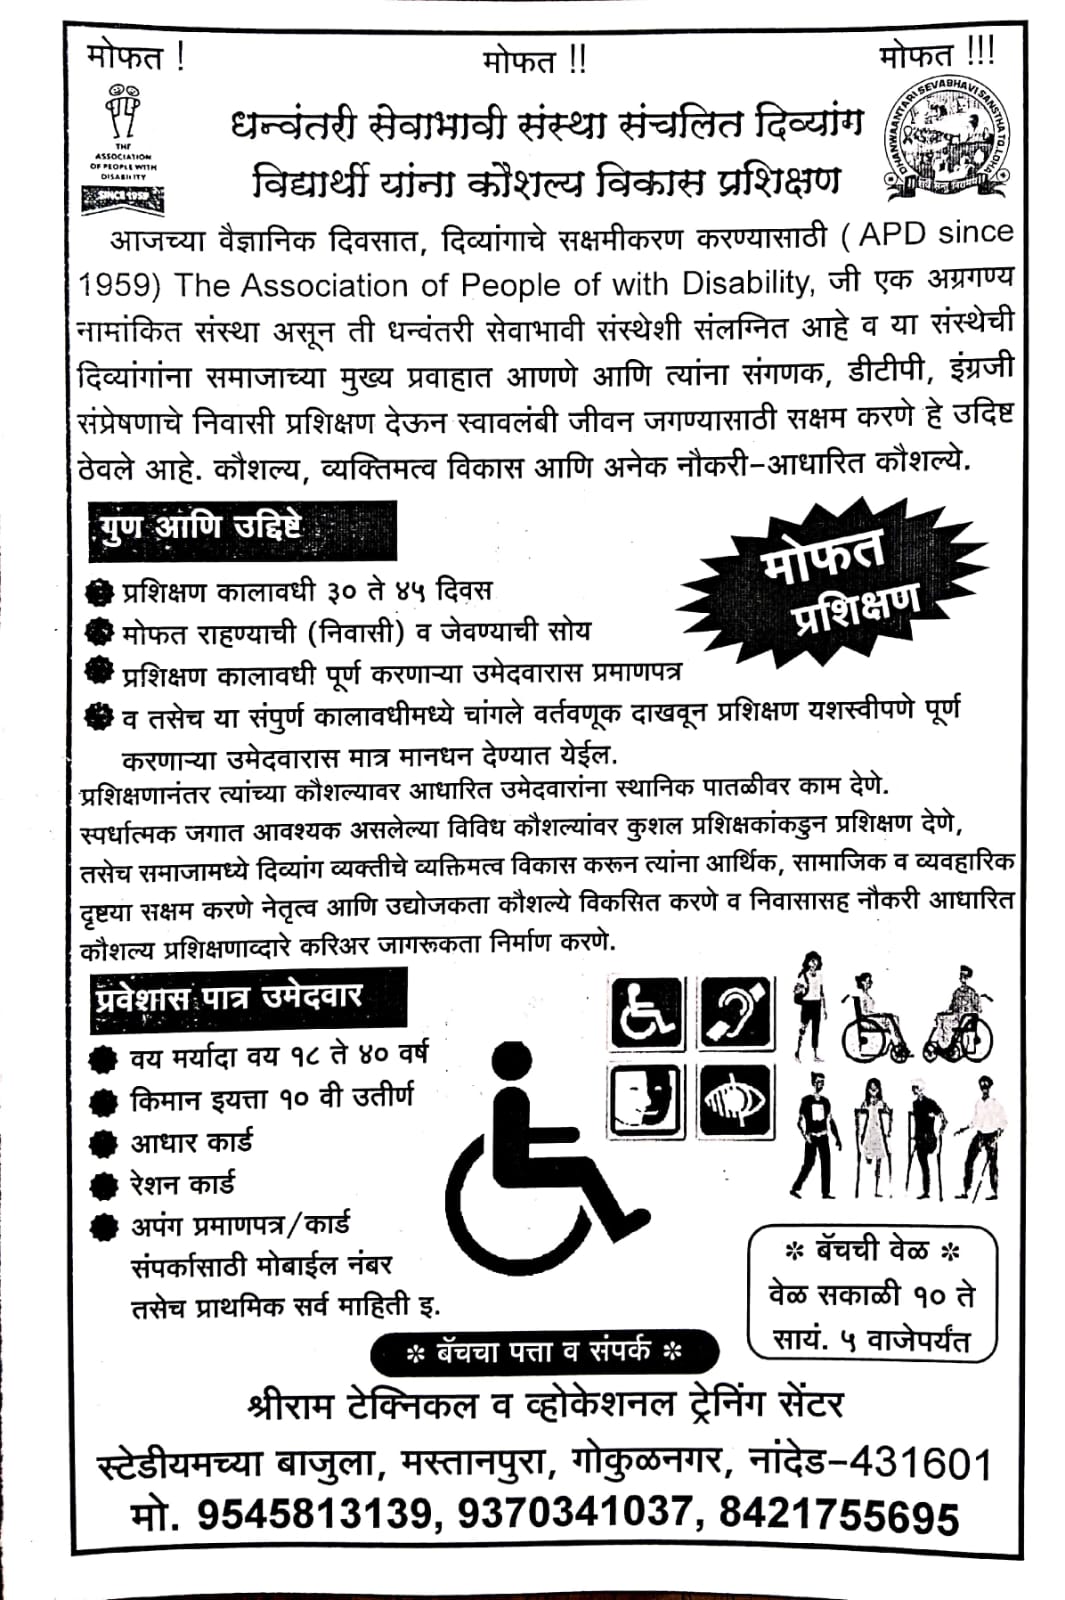 मोफत ! मोफत !! मोफत !!!
THE
ASSOCIATION
OF PEOPLE WITH
DISABILITY
SINCE 1959
DHANWAANTARI SEVABHAVI SANSTHA
धन्वंतरी सेवाभावी संस्था संचलित दिव्यांग
विद्यार्थी यांना कौशल्य विकास प्रशिक्षण
आजच्या वैज्ञानिक दिवसात, दिव्यांगाचे सक्षमीकरण करण्यासाठी ( APD since
1959) The Association of People of with Disability, जी एक अग्रगण्य
नामांकित संस्था असून ती धन्वंतरी सेवाभावी संस्थेशी संलग्नित आहे व या संस्थेची
दिव्यांगांना समाजाच्या मुख्य प्रवाहात आणणे आणि त्यांना संगणक, डीटीपी, इंग्रजी
संप्रेषणाचे निवासी प्रशिक्षण देऊन स्वावलंबी जीवन जगण्यासाठी सक्षम करणे हे उदिष्ट
ठेवले आहे. कौशल्य, व्यक्तिमत्व विकास आणि अनेक नौकरी-आधारित कौशल्ये.
गुण आणि उद्दिष्टे
मोफत
प्रशिक्षण
प्रशिक्षण कालावधी ३० ते ४५ दिवस
मोफत राहण्याची (निवासी) व जेवण्याची सोय
प्रशिक्षण कालावधी पूर्ण करणाऱ्या उमेदवारास प्रमाणपत्र
व तसेच या संपुर्ण कालावधीमध्ये चांगले वर्तवणूक दाखवून प्रशिक्षण यशस्वीपणे पूर्ण
करणाऱ्या उमेदवारास मात्र मानधन देण्यात येईल.
प्रशिक्षणानंतर त्यांच्या कौशल्यावर आधारित उमेदवारांना स्थानिक पातळीवर काम देणे.
स्पर्धात्मक जगात आवश्यक असलेल्या विविध कौशल्यांवर कुशल प्रशिक्षकांकडुन प्रशिक्षण देणे,
तसेच समाजामध्ये दिव्यांग व्यक्तीचे व्यक्तिमत्व विकास करून त्यांना आर्थिक, सामाजिक व व्यवहारिक
दृष्टया सक्षम करणे नेतृत्व आणि उद्योजकता कौशल्ये विकसित करणे व निवासासह नौकरी आधारित
कौशल्य प्रशिक्षणाव्दारे करिअर जागरूकता निर्माण करणे.
प्रवेशास पात्र उमेदवार
वय मर्यादा वय १८ ते ४० वर्ष
किमान इयत्ता १० वी उतीर्ण
आधार कार्ड
रेशन कार्ड
अपंग प्रमाणपत्र/कार्ड
संपर्कासाठी मोबाईल नंबर
तसेच प्राथमिक सर्व माहिती इ.
* बॅचची वेळ *
वेळ सकाळी १० ते
सायं. ५ वाजेपर्यंत
* बॅचचा पत्ता व संपर्क *
श्रीराम टेक्निकल व व्होकेशनल ट्रेनिंग सेंटर
स्टेडीयमच्या बाजुला, मस्तानपुरा, गोकुळनगर, नांदेड-431601
मो. 9545813139, 9370341037, 8421755695